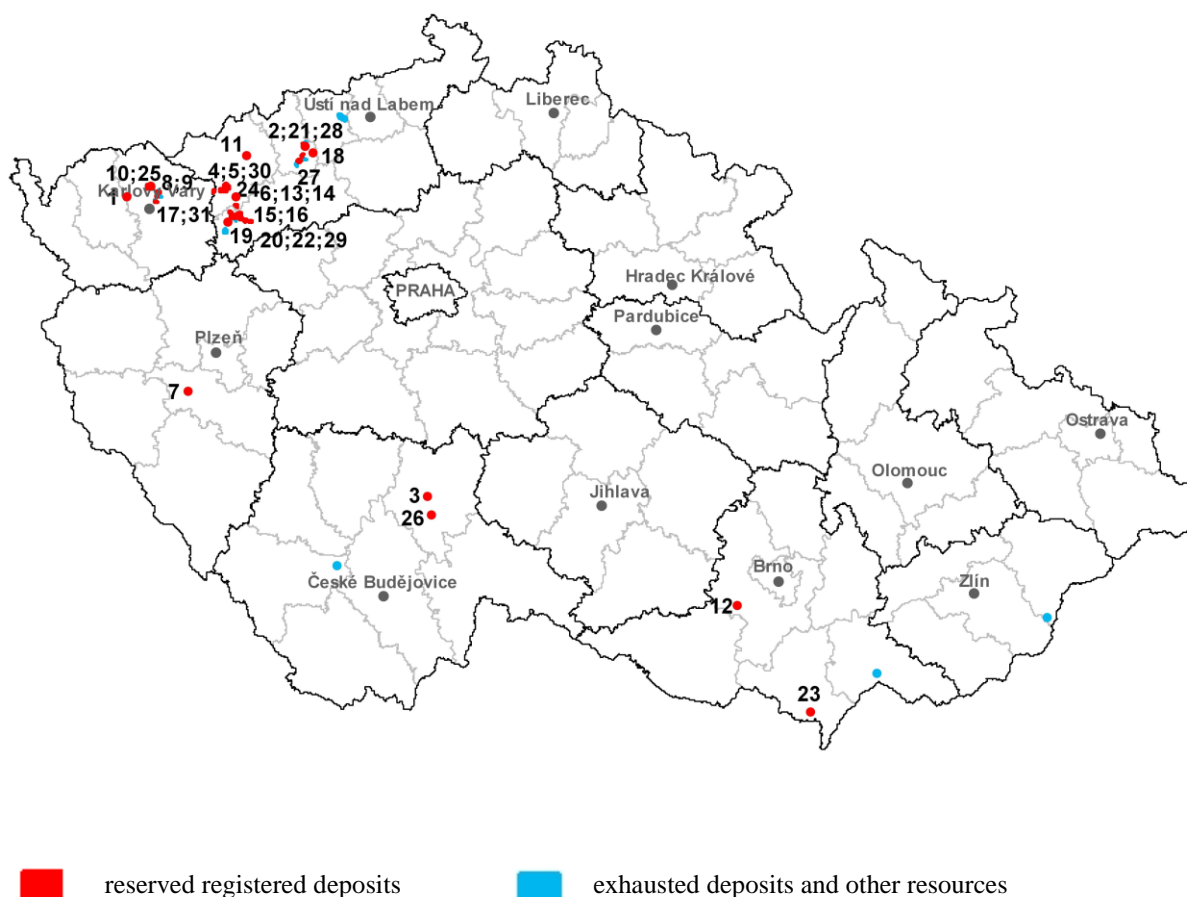 Ústí nad Labem
Liberec
2;21;28
11
18
10;25
4;5;30
27
8;9
Karlovy Vary
24
6;13;14
1
17;31
15;16
19
20;22;29
Hradec Králové
PRAHA
Pardubice
Plzeň
7
Ostrava
Olomouc
3
Jihlava
26
Brno
České Budějovice
Zlín
12
23
reserved registered deposits
exhausted deposits and other resources